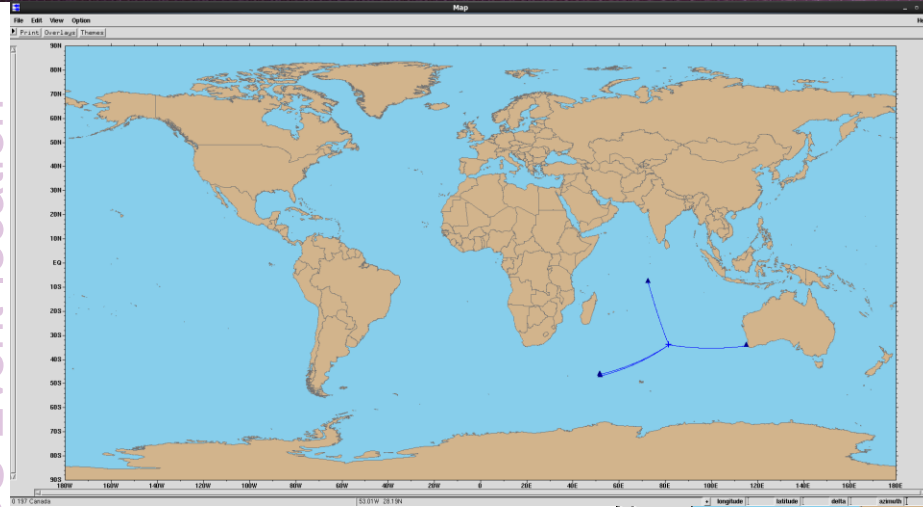 Map
File Edit View Option
Print Overlays Themes
90N
80N
70N
60N
50N
40N
30N
20N
10N
EQ
10S
20S
30S
40S
50S
60S
70S
80S
90S
180W 160W 140W 120W 100W 80W 60W 40W 20W 0 20E 40E 60E 80E 100E 120E 140E 160E 180E
0 197 Canada 53.01W 28.19N longitude latitude delta azimuth